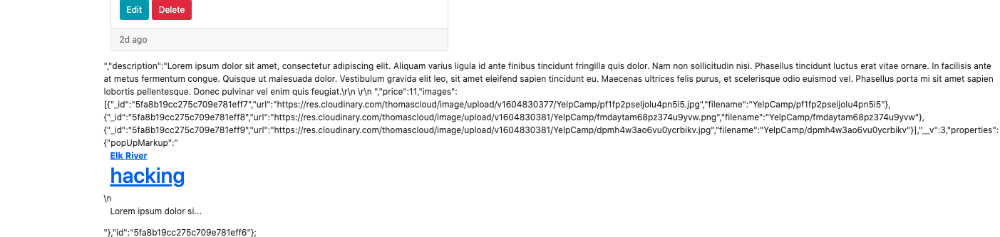 Edit Delete
2d ago
","description":"Lorem ipsum dolor sit amet, consectetur adipiscing elit. Aliquam varius ligula id ante finibus tincidunt fringilla quis dolor. Nam non sollicitudin nisi. Phasellus tincidunt luctus erat vitae ornare. In facilisis ante
at metus fermentum congue. Quisque ut malesuada dolor. Vestibulum gravida elit leo, sit amet eleifend sapien tincidunt eu. Maecenas ultrices felis purus, et scelerisque odio euismod vel. Phasellus porta mi sit amet sapien
lobortis pellentesque. Donec pulvinar vel enim quis feugiat.\r\n \r\n ","price":11,"images":
[{"_id":"5fa8b19cc275c709e781eff7","url":"https://res.cloudinary.com/thomascloud/image/upload/v1604830377/YelpCamp/pf1fp2pseljolu4pn5i5.jpg","filename":"YelpCamp/pf1fp2pseljolu4pn5i5"},
{"_id":"5fa8b19cc275c709e781eff8","url":"https://res.cloudinary.com/thomascloud/image/upload/v1604830381/YelpCamp/fmdaytam68pz374u9yvw.png","filename":"YelpCamp/fmdaytam68pz374u9yvw"},
{"_id":"5fa8b19cc275c709e781eff9","url":"https://res.cloudinary.com/thomascloud/image/upload/v1604830381/YelpCamp/dpmh4w3ao6vu0ycrbikv.jpg","filename":"YelpCamp/dpmh4w3ao6vu0ycrbikv"}],"__v":3,"properties":
{"popUpMarkup":"
Elk River
hacking
\n
Lorem ipsum dolor si...
"},"id":"5fa8b19cc275c709e781eff6"};